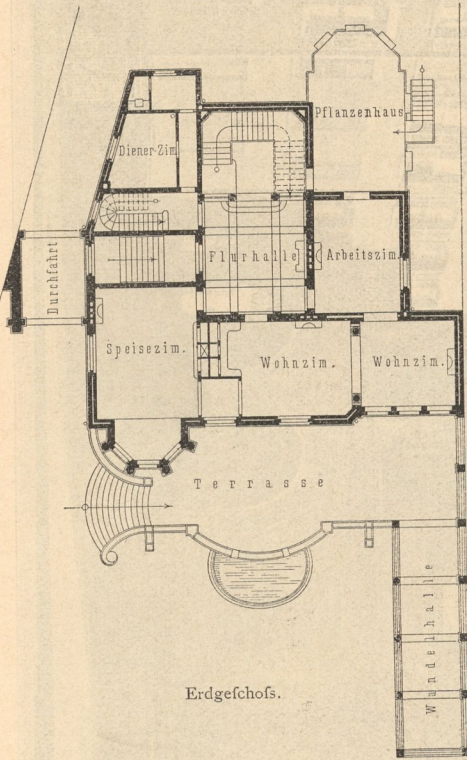 Pflanzenhaus
Diener-Zim.
Durchfahrt
Flurhalle
Arbeitszim.
Speisezim.
Wohnzim.
Wohnzim.
Terrasse
Wandelhalle
Erdgeſchoſs.